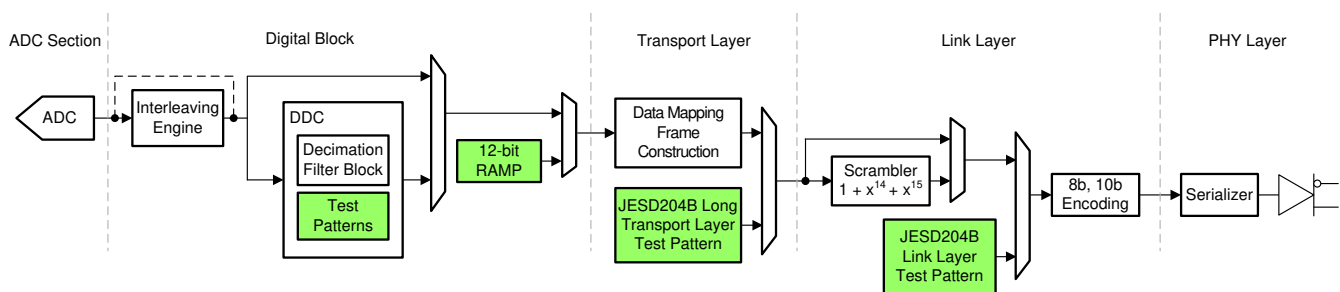 ADC Section
Digital Block
Transport Layer
Link Layer
PHY Layer
ADC
Interleaving
Engine
DDC
Decimation
Filter Block
Test
Patterns
12-bit
RAMP
Data Mapping
Frame
Construction
JESD204B Long
Transport Layer
Test Pattern
Scrambler
1 + x¹⁴ + x¹⁵
JESD204B
Link Layer
Test Pattern
8b, 10b
Encoding
Serializer